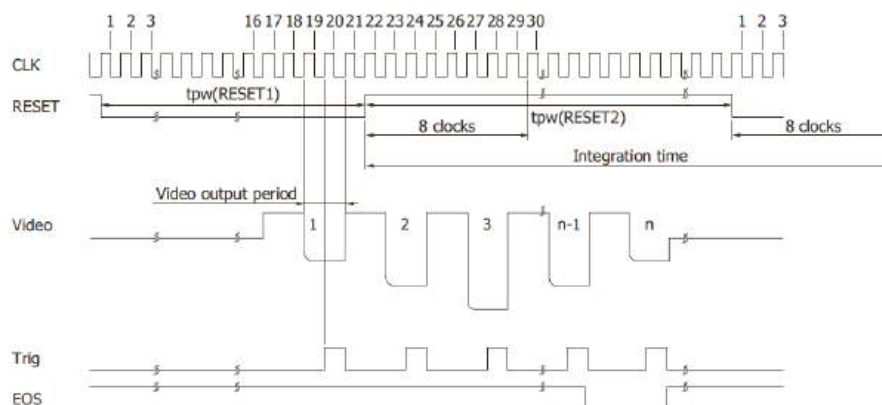 1 2 3 16 17 18 19 20 21 22 23 24 25 26 27 28 29 30 1 2 3
CLK
tpw(RESET1)
RESET
tpw(RESET2)
8 clocks
8 clocks
Integration time
Video output period
Video
1
2
3
n-1
n
Trig
EOS